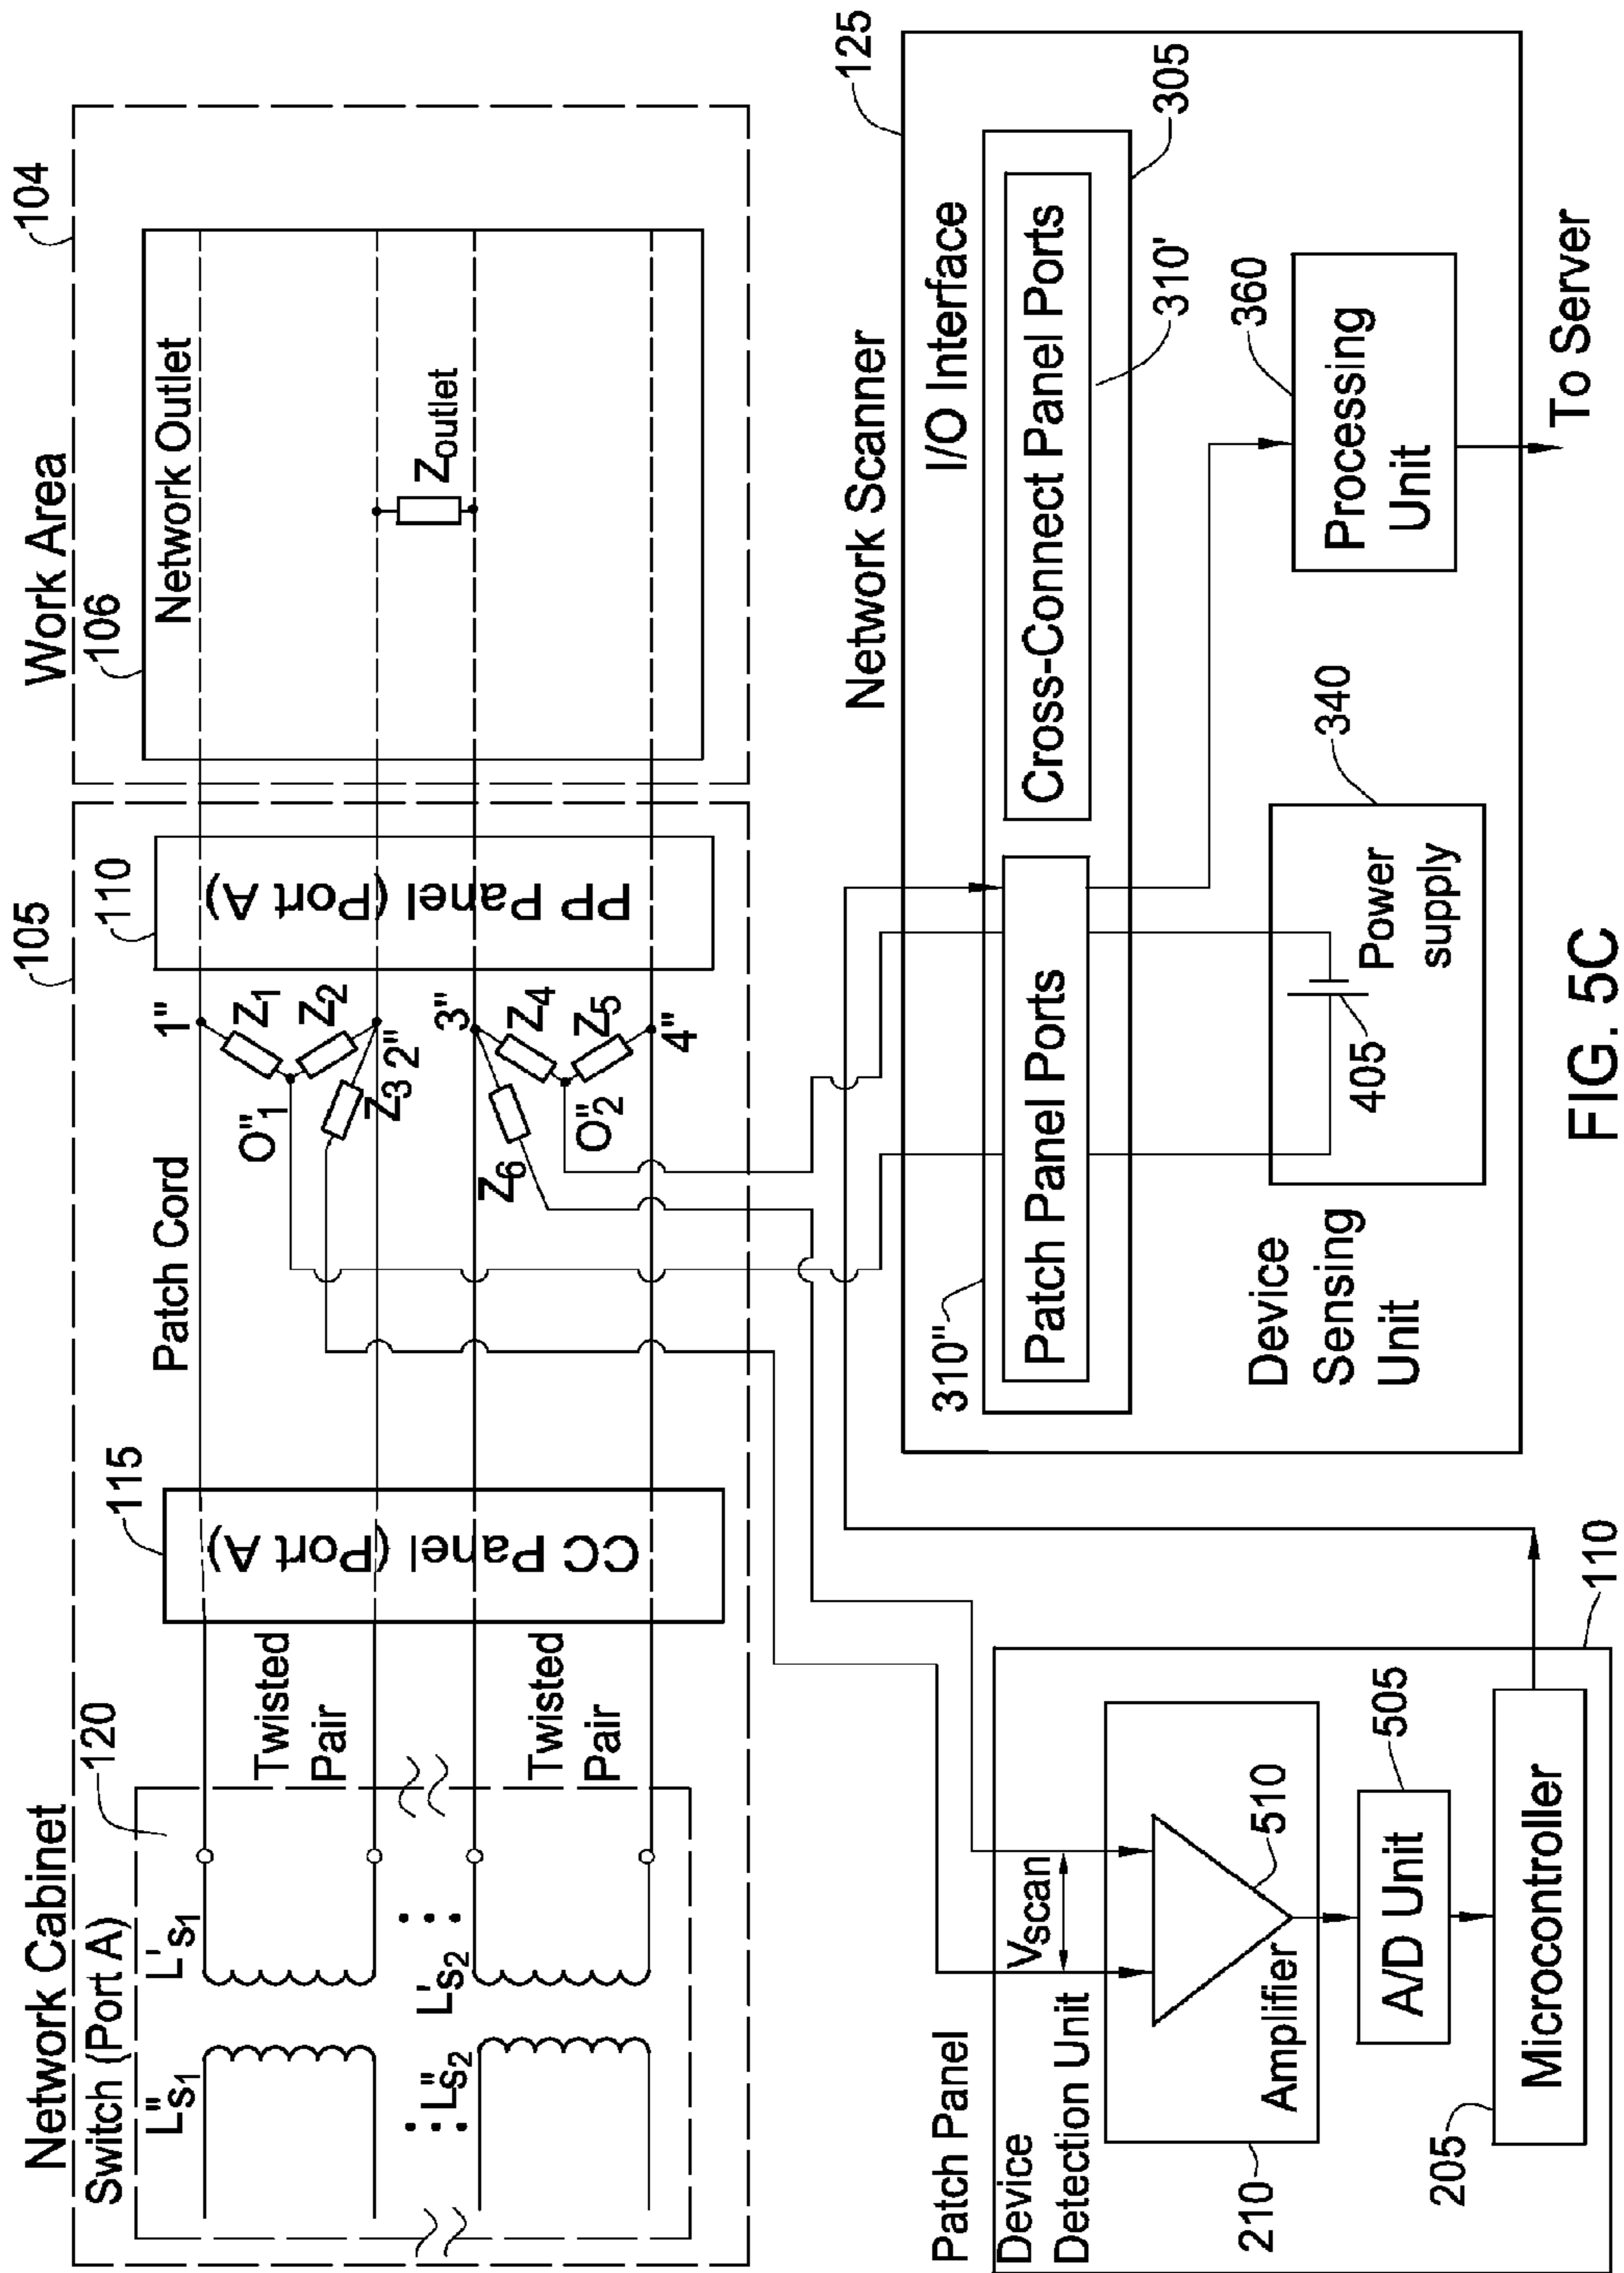 Network Cabinet
Switch (Port A)
120
L"s1
L's1
L"s2
L's2
Twisted
Pair
Twisted
Pair
115
CC Panel (Port A)
Patch Cord
105
110
PP Panel (Port A)
1"
Z1
Z2
O"1
Z3
2"
3"
Z4
Z5
Z6
O"2
4"
Work Area
104
106
Network Outlet
Zoutlet
Patch Panel
Device
Detection Unit
Vscan
Amplifier
510
210
A/D Unit
505
205
Microcontroller
110
Network Scanner
125
I/O Interface
310"
Patch Panel Ports
Cross-Connect Panel Ports
305
310'
Device
Sensing
Unit
340
Power
supply
405
360
Processing
Unit
To Server
FIG. 5C